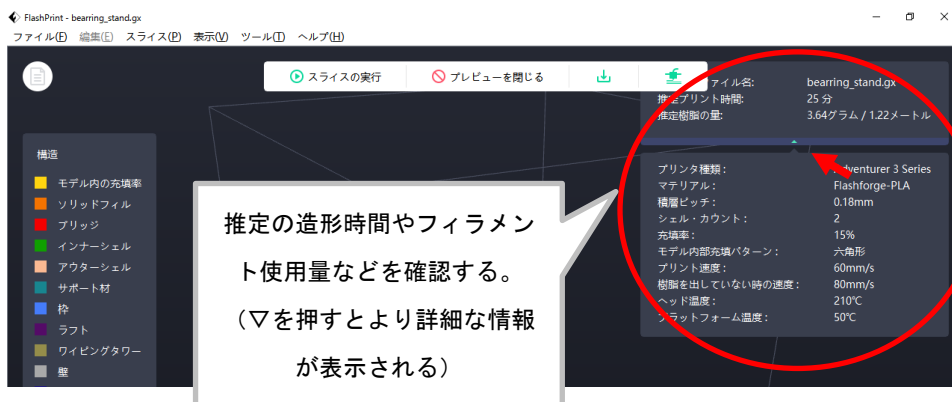 FlashPrint - bearring_stand.gx
ファイル(F) 編集(E) スライス(P) 表示(V) ツール(T) ヘルプ(H)
スライスの実行 プレビューを閉じる
ァイル名: bearring_stand.gx
推定プリント時間: 25 分
推定樹脂の量: 3.64グラム / 1.22メートル
構造
モデル内の充填率
ソリッドフィル
ブリッジ
インナーシェル
アウターシェル
サポート材
枠
ラフト
ワイピングタワー
壁
推定の造形時間やフィラメン
ト使用量などを確認する。
（▽を押すとより詳細な情報
が表示される）
プリンタ種類： Adventurer 3 Series
マテリアル： Flashforge-PLA
積層ピッチ： 0.18mm
シェル・カウント： 2
充填率： 15%
モデル内部充填パターン： 六角形
プリント速度： 60mm/s
樹脂を出していない時の速度： 80mm/s
ヘッド温度： 210℃
プラットフォーム温度： 50℃